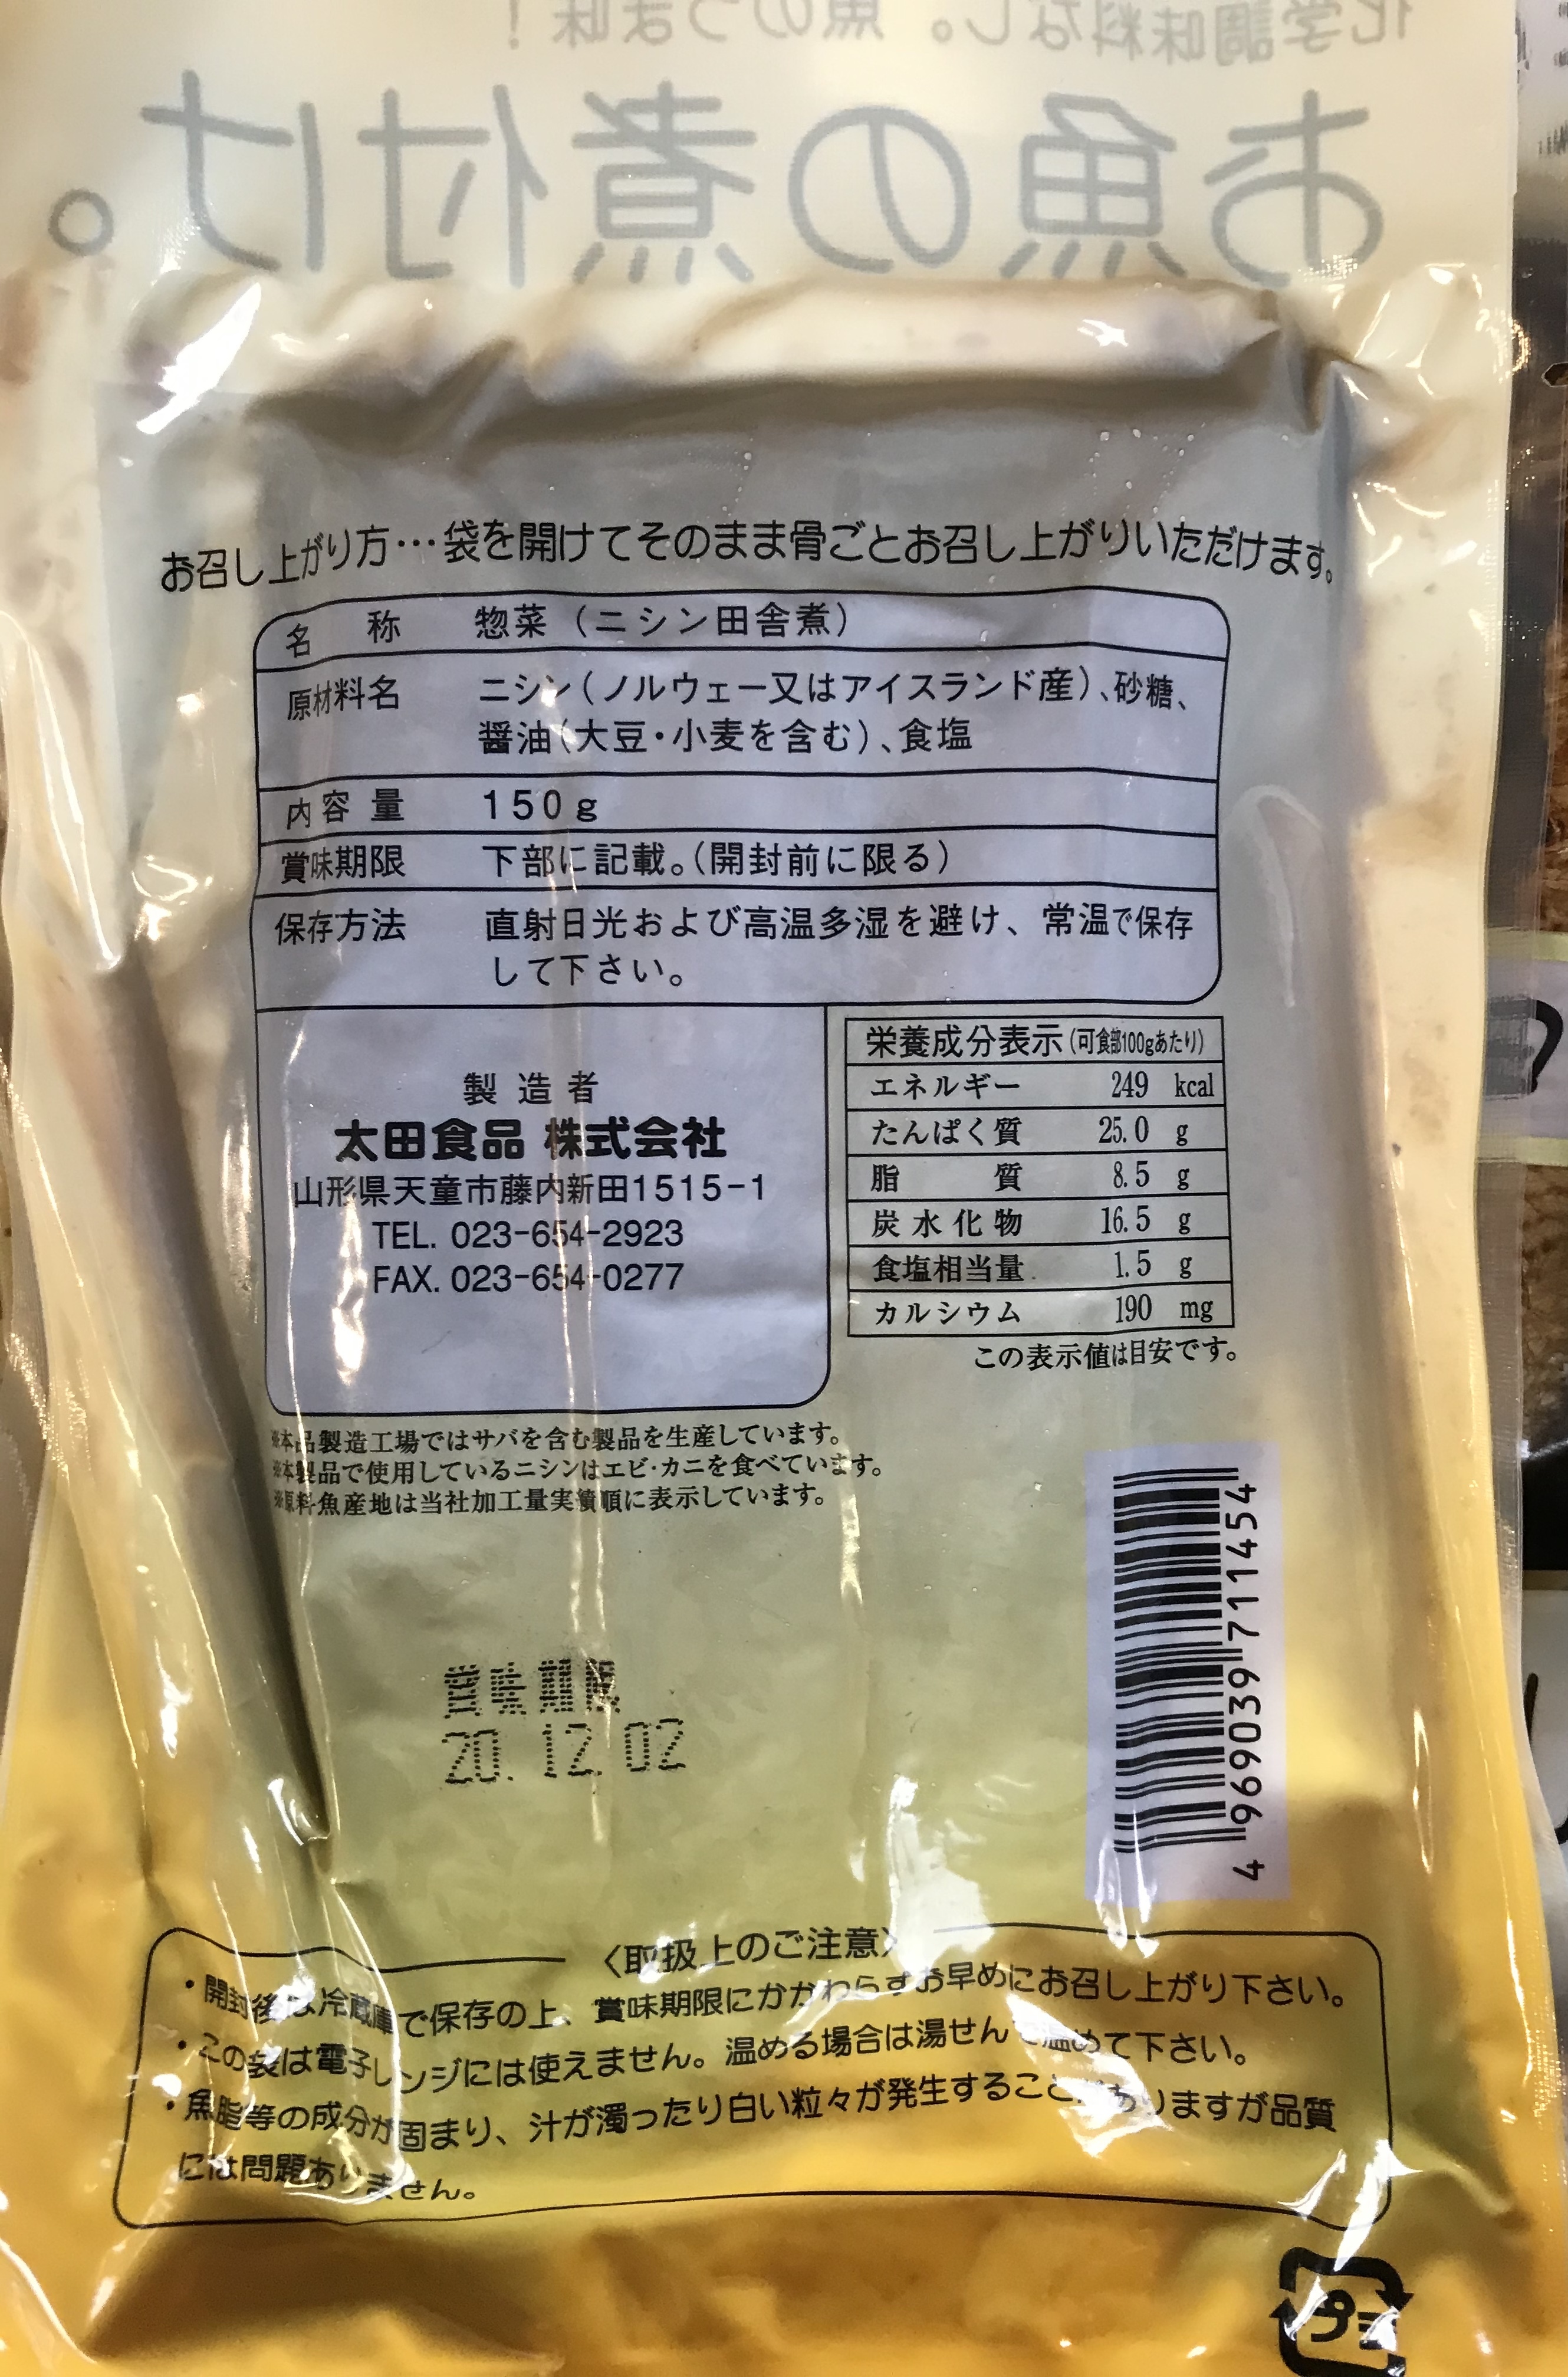 化学調味料なし。魚のうま味！
お魚の煮付け。
お召し上がり方…袋を開けてそのまま骨ごとお召し上がりいただけます。
名称 惣菜（ニシン田舎煮）
原材料名 ニシン（ノルウェー又はアイスランド産）、砂糖、
醤油（大豆・小麦を含む）、食塩
内容量 150g
賞味期限 下部に記載。（開封前に限る）
保存方法 直射日光および高温多湿を避け、常温で保存
して下さい。
製造者
太田食品 株式会社
山形県天童市藤内新田1515-1
TEL. 023-654-2923
FAX. 023-654-0277
栄養成分表示（可食部100gあたり）
エネルギー 249 kcal
たんぱく質 25.0 g
脂質 8.5 g
炭水化物 16.5 g
食塩相当量 1.5 g
カルシウム 190 mg
この表示値は目安です。
※本品製造工場ではサバを含む製品を生産しています。
※本製品で使用しているニシンはエビ・カニを食べています。
※原料魚産地は当社加工量実績順に表示しています。
4 969039 711454
賞味期限
20. 12. 02
〈取扱上のご注意〉
・開封後は冷蔵庫で保存の上、賞味期限にかかわらずお早めにお召し上がり下さい。
・この袋は電子レンジには使えません。温める場合は湯せんで温めて下さい。
・魚脂等の成分が固まり、汁が濁ったり白い粒々が発生することがありますが品質
には問題ありません。
プラ